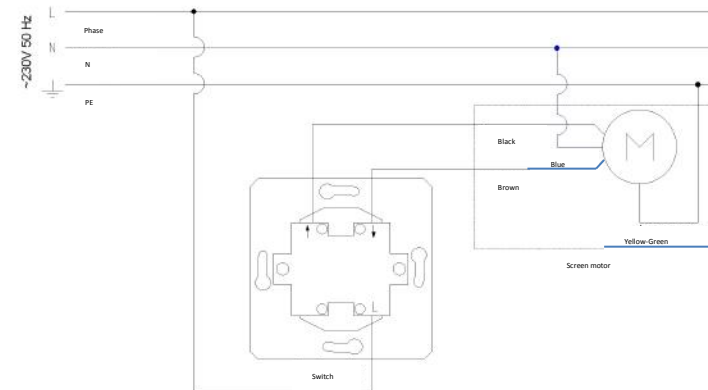 ~230V 50 Hz
L
Phase
N
N
PE
Black
M
Blue
Brown
Yellow-Green
Screen motor
L
Switch